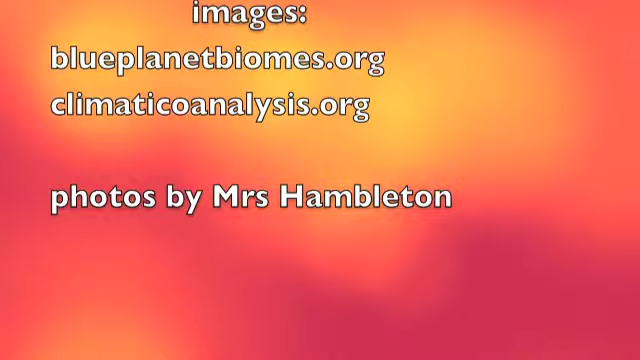 images:
blueplanetbiomes.org
climaticoanalysis.org
photos by Mrs Hambleton